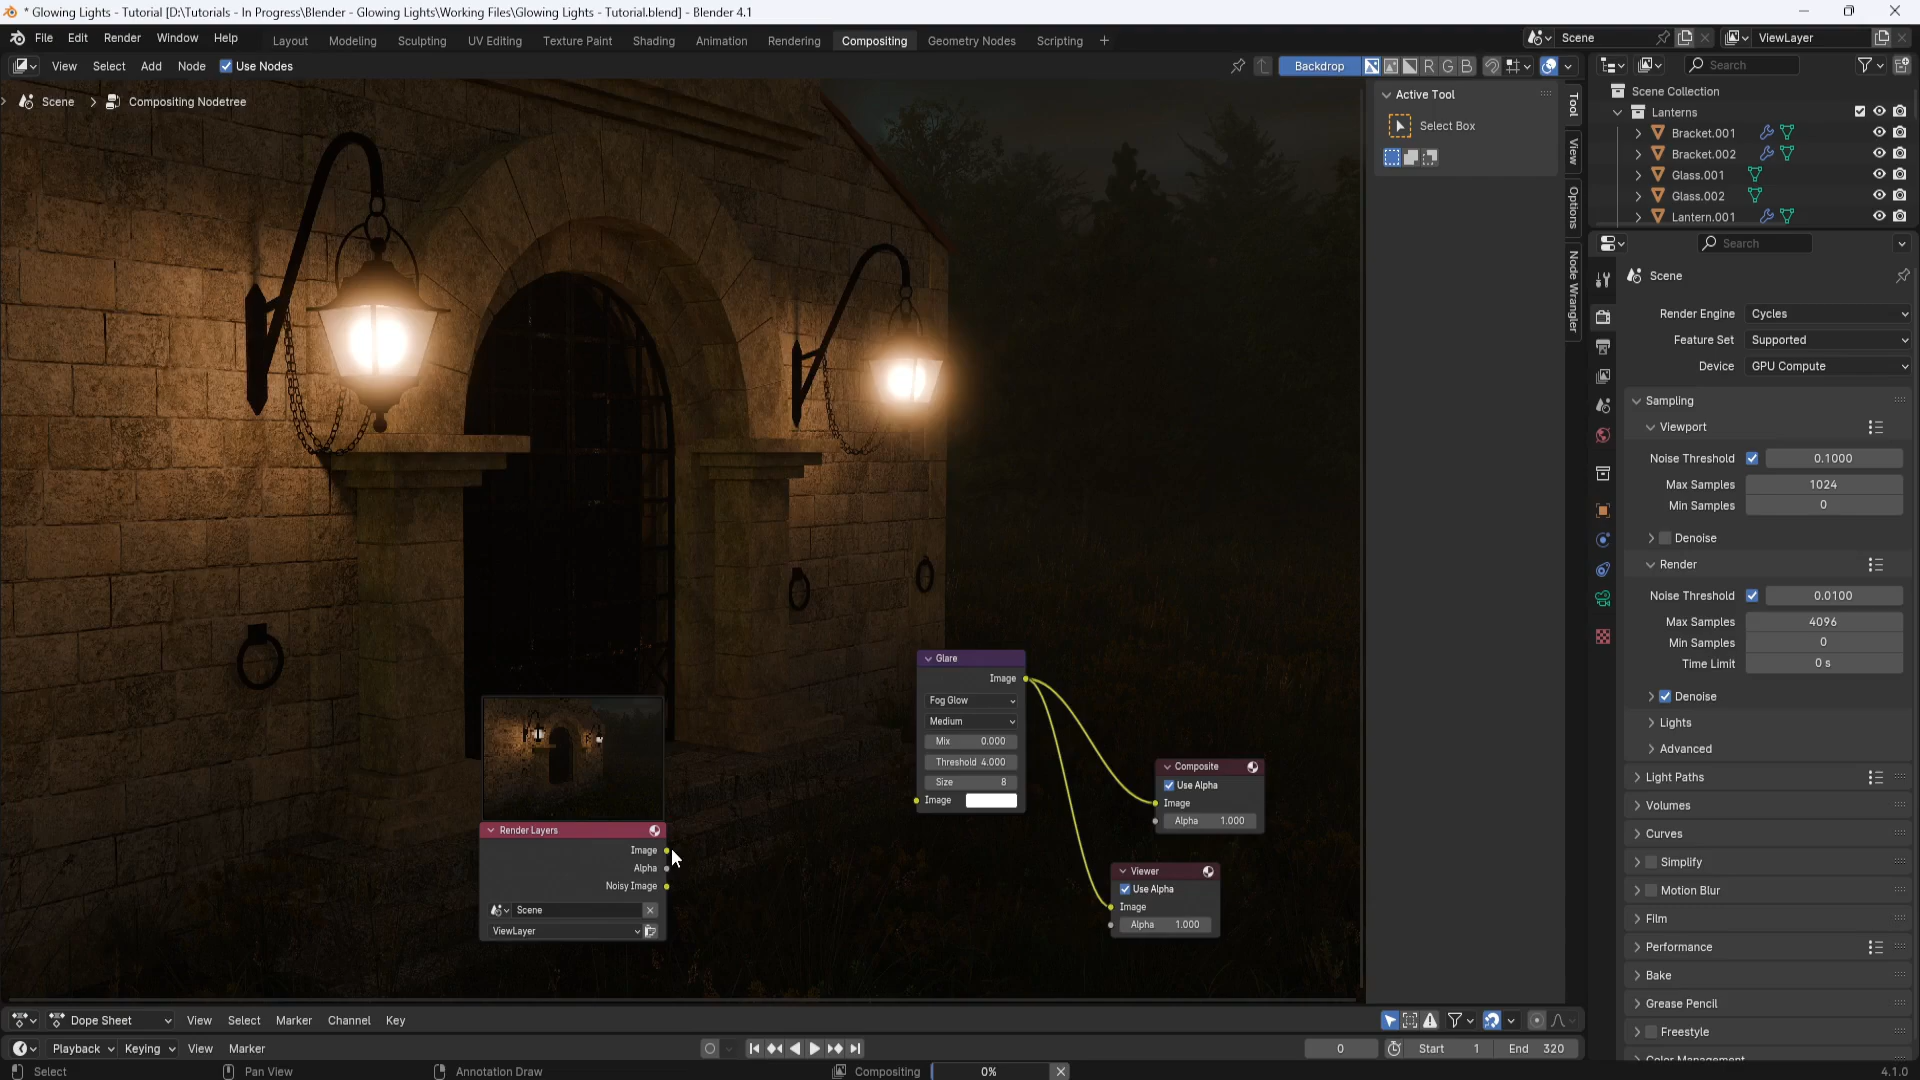 * Glowing Lights - Tutorial [D:\Tutorials - In Progress\Blender - Glowing Lights\Working Files\Glowing Lights - Tutorial.blend] - Blender 4.1
File Edit Render Window Help Layout Modeling Sculpting UV Editing Texture Paint Shading Animation Rendering Compositing Geometry Nodes Scripting + Scene ViewLayer
View Select Add Node Use Nodes Backdrop R G B Search
Scene > Compositing Nodetree
Active Tool
Select Box
Tool
View
Options
Node Wrangler
Scene Collection
Lanterns
Bracket.001
Bracket.002
Glass.001
Glass.002
Lantern.001
Search
Scene
Render Engine Cycles
Feature Set Supported
Device GPU Compute
Sampling
Viewport
Noise Threshold 0.1000
Max Samples 1024
Min Samples 0
Denoise
Render
Noise Threshold 0.0100
Max Samples 4096
Min Samples 0
Time Limit 0 s
Denoise
Lights
Advanced
Light Paths
Volumes
Curves
Simplify
Motion Blur
Film
Performance
Bake
Grease Pencil
Freestyle
Color Management
Glare
Image
Fog Glow
Medium
Mix 0.000
Threshold 4.000
Size 8
Image
Composite
Use Alpha
Image
Alpha 1.000
Render Layers
Image
Alpha
Noisy Image
Scene
ViewLayer
Viewer
Use Alpha
Image
Alpha 1.000
Dope Sheet View Select Marker Channel Key
Playback Keying View Marker 0 Start 1 End 320
Select Pan View Annotation Draw Compositing 0% 4.1.0